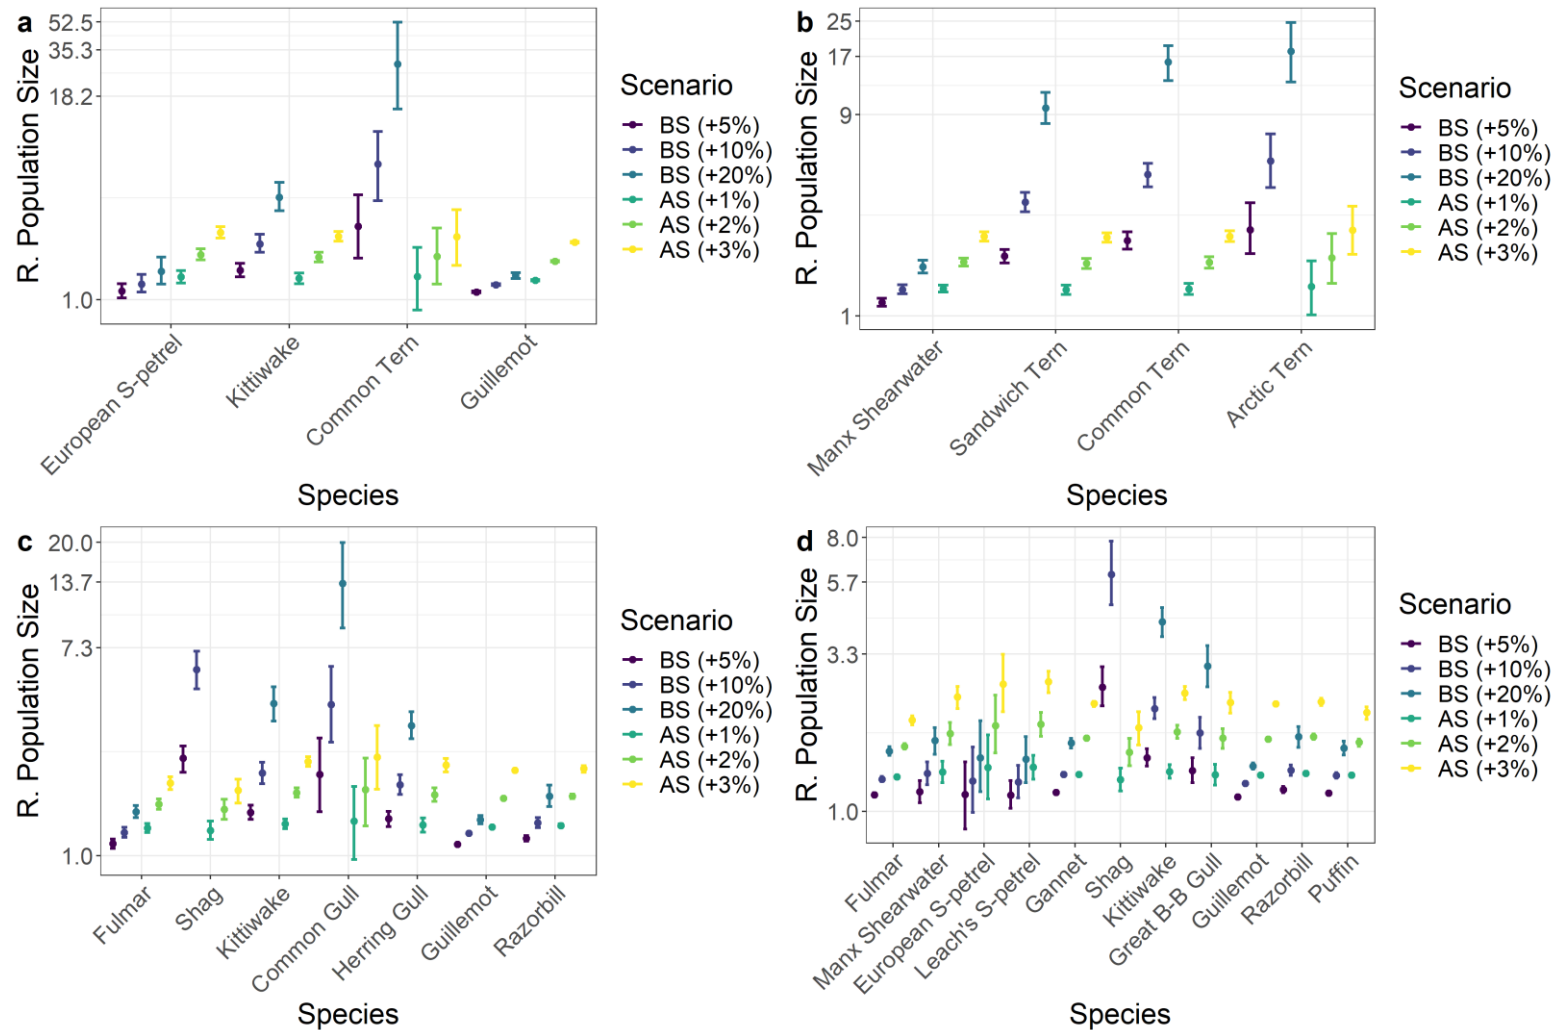 a
R. Population Size
52.5
35.3
18.2
1.0
European S-petrel
Kittiwake
Common Tern
Guillemot
Species
Scenario
BS (+5%)
BS (+10%)
BS (+20%)
AS (+1%)
AS (+2%)
AS (+3%)
b
R. Population Size
25
17
9
1
Manx Shearwater
Sandwich Tern
Common Tern
Arctic Tern
Species
Scenario
BS (+5%)
BS (+10%)
BS (+20%)
AS (+1%)
AS (+2%)
AS (+3%)
c
R. Population Size
20.0
13.7
7.3
1.0
Fulmar
Shag
Kittiwake
Common Gull
Herring Gull
Guillemot
Razorbill
Species
Scenario
BS (+5%)
BS (+10%)
BS (+20%)
AS (+1%)
AS (+2%)
AS (+3%)
d
R. Population Size
8.0
5.7
3.3
1.0
Fulmar
Manx Shearwater
European S-petrel
Leach's S-petrel
Gannet
Shag
Kittiwake
Great B-B Gull
Guillemot
Razorbill
Puffin
Species
Scenario
BS (+5%)
BS (+10%)
BS (+20%)
AS (+1%)
AS (+2%)
AS (+3%)